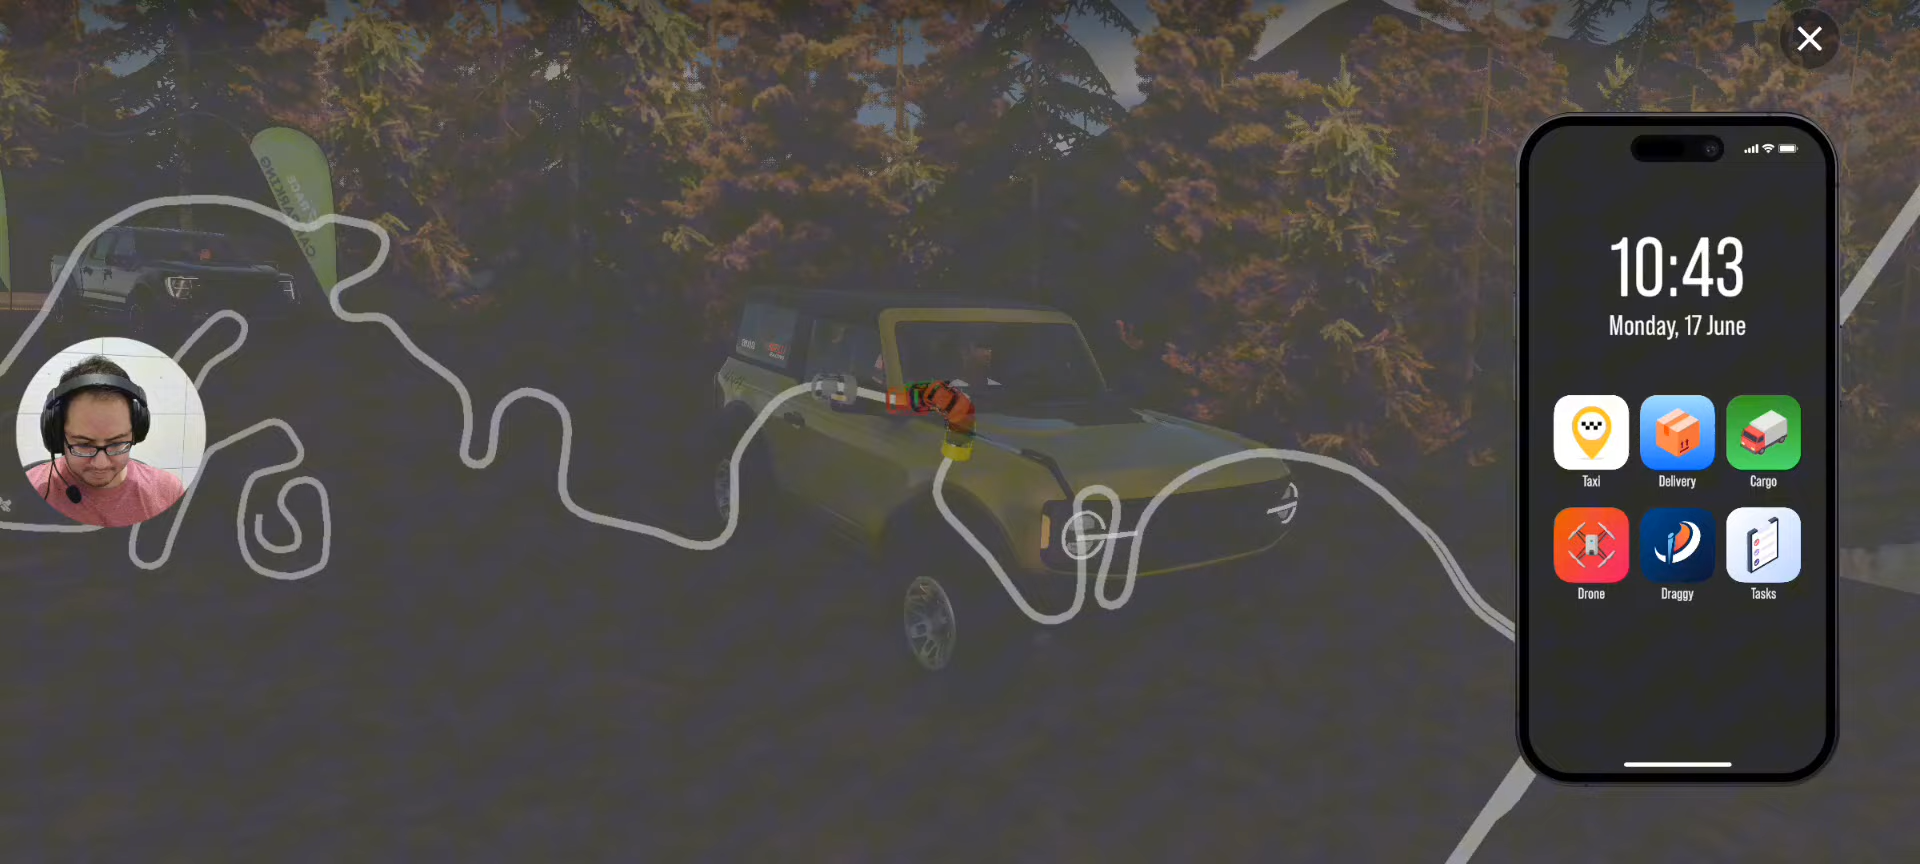 10:43
Monday, 17 June
Taxi
Delivery
Cargo
Drone
Draggy
Tasks